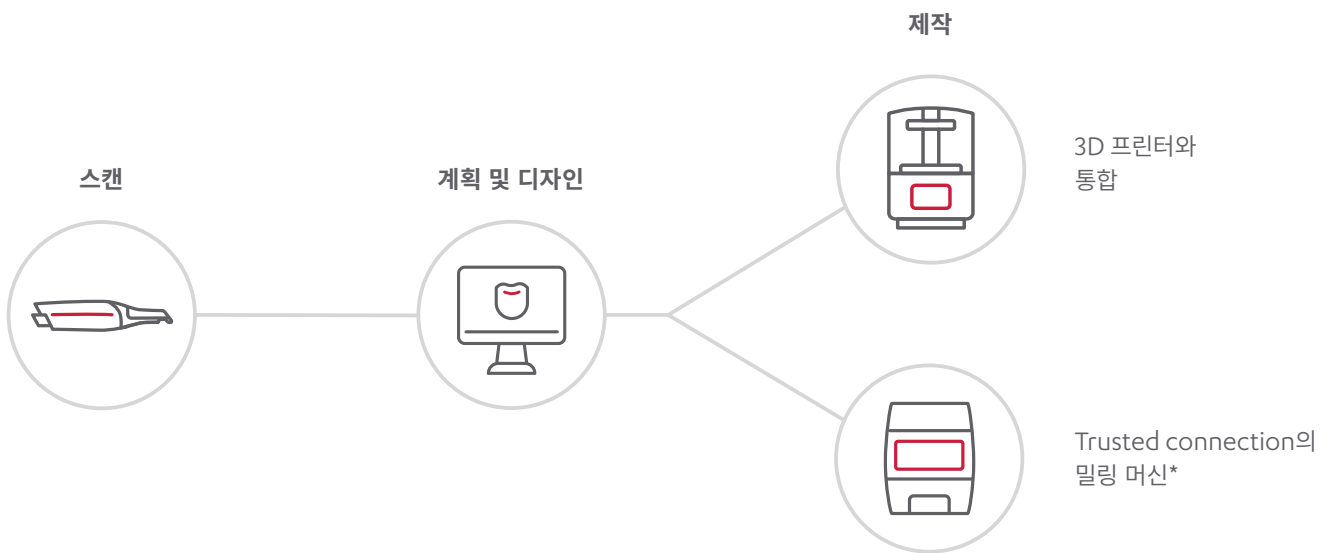 제작
3D 프린터와
통합
스캔
계획 및 디자인
Trusted connection의
밀링 머신*